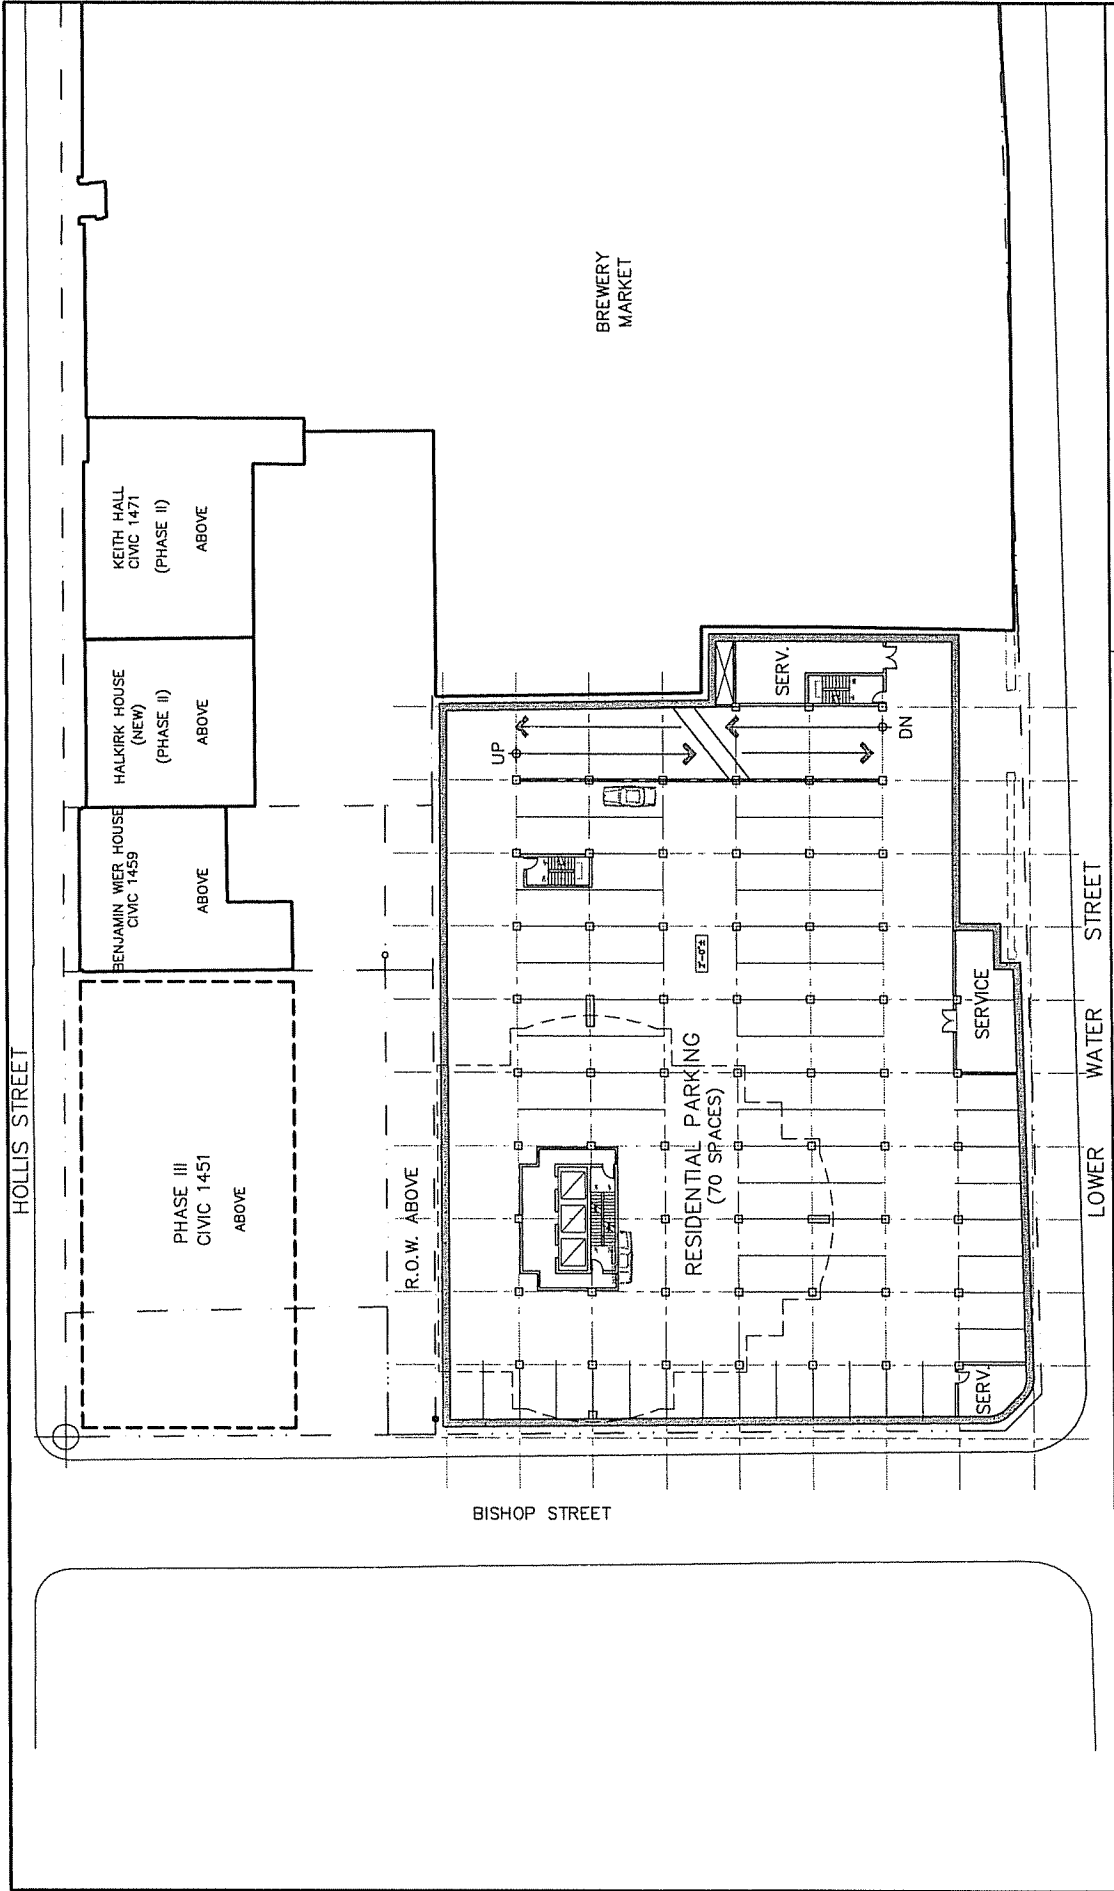 HOLLIS STREET
KEITH HALL
CIVIC 1471
(PHASE II)
ABOVE
HALKIRK HOUSE
(NEW)
(PHASE II)
ABOVE
BENJAMIN WIER HOUSE
CIVIC 1459
ABOVE
PHASE III
CIVIC 1451
ABOVE
R.O.W. ABOVE
BREWERY
MARKET
UP
DN
SERV.
RESIDENTIAL PARKING
(70 SPACES)
SERVICE
SERV.
LOWER WATER STREET
BISHOP STREET